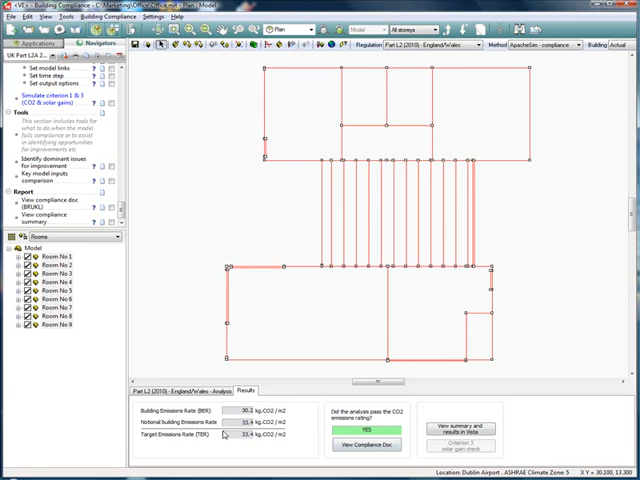 <VE> - Building Compliance - C:\Marketing\Office\Office.mit - Plan : Model
File Edit View Tools Building Compliance Settings Help
Plan Model All storeys
Applications Navigators
UK Part L2A 2...
Regulation Part L2 (2010) - England/Wales Method ApacheSim - compliance Building Actual
Set model links ?
Set time step ?
Set output options ?
Simulate criterion 1 & 3
(CO2 & solar gains) ?
Tools
This section includes tools for
what to do when the model
fails compliance or to assist
in identifying opportunities
for improvements etc
Identify dominant issues
for improvement ?
Key model inputs
comparison ?
Report
View compliance doc
(BRUKL) ?
View compliance
summary ?
Rooms
Model
Room No 1
Room No 2
Room No 3
Room No 4
Room No 5
Room No 6
Room No 7
Room No 8
Room No 9
Part L2 (2010) - England/Wales - Analysis Results
Building Emissions Rate (BER) 30.2 kg.CO2 / m2
Notional building Emissions Rate 33.4 kg.CO2 / m2
Target Emissions Rate (TER) 33.4 kg.CO2 / m2
Did the analysis pass the CO2
emissions rating?
YES
View Compliance Doc
View summary and
results in Vista
Criterion 3
solar gain check
Location: Dublin Airport . ASHRAE Climate Zone: 5 X Y = 30.100, 13.300